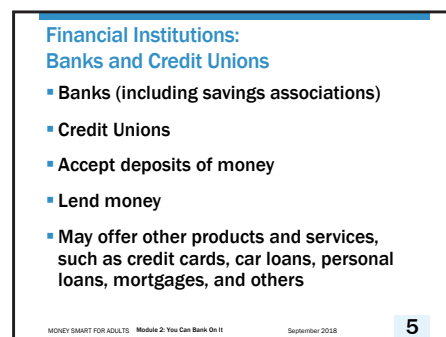 Financial Institutions:
Banks and Credit Unions
▪ Banks (including savings associations)
▪ Credit Unions
▪ Accept deposits of money
▪ Lend money
▪ May offer other products and services,
such as credit cards, car loans, personal
loans, mortgages, and others
MONEY SMART FOR ADULTS Module 2: You Can Bank On It September 2018 5